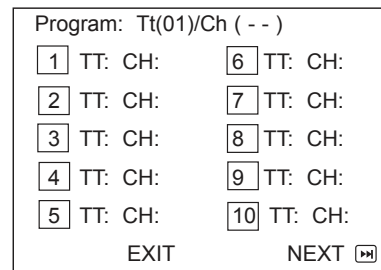 Program: Tt(01)/Ch ( - - )
1 TT: CH: 6 TT: CH:
2 TT: CH: 7 TT: CH:
3 TT: CH: 8 TT: CH:
4 TT: CH: 9 TT: CH:
5 TT: CH: 10 TT: CH:
EXIT NEXT ⏭